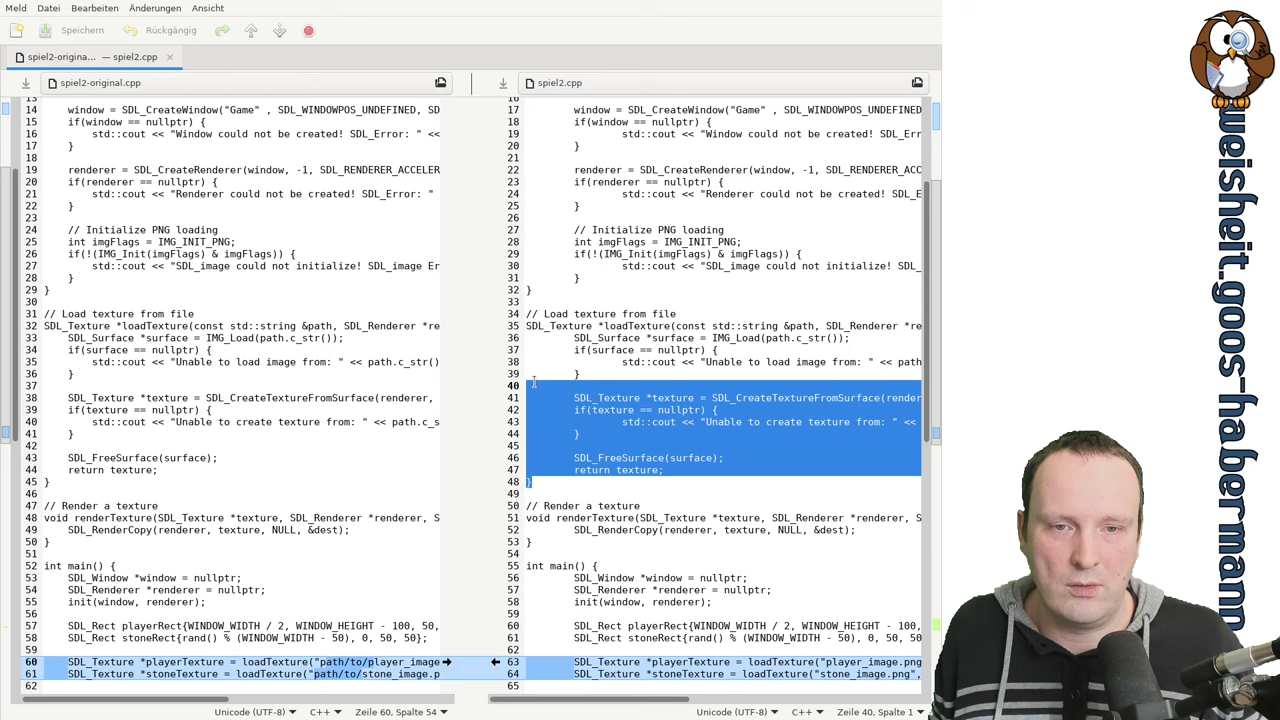 Meld Datei Bearbeiten Änderungen Ansicht
Speichern Rückgängig
spiel2-origina... — spiel2.cpp
spiel2-original.cpp
13
14 window = SDL_CreateWindow("Game" , SDL_WINDOWPOS_UNDEFINED, SD
15 if(window == nullptr) {
16 std::cout << "Window could not be created! SDL_Error: " <<
17 }
18
19 renderer = SDL_CreateRenderer(window, -1, SDL_RENDERER_ACCELER
20 if(renderer == nullptr) {
21 std::cout << "Renderer could not be created! SDL_Error: "
22 }
23
24 // Initialize PNG loading
25 int imgFlags = IMG_INIT_PNG;
26 if(!(IMG_Init(imgFlags) & imgFlags)) {
27 std::cout << "SDL_image could not initialize! SDL_image Er
28 }
29 }
30
31 // Load texture from file
32 SDL_Texture *loadTexture(const std::string &path, SDL_Renderer *re
33 SDL_Surface *surface = IMG_Load(path.c_str());
34 if(surface == nullptr) {
35 std::cout << "Unable to load image from: " << path.c_str()
36 }
37
38 SDL_Texture *texture = SDL_CreateTextureFromSurface(renderer,
39 if(texture == nullptr) {
40 std::cout << "Unable to create texture from: " << path.c_s
41 }
42
43 SDL_FreeSurface(surface);
44 return texture;
45 }
46
47 // Render a texture
48 void renderTexture(SDL_Texture *texture, SDL_Renderer *renderer, S
49 SDL_RenderCopy(renderer, texture, NULL, &dest);
50 }
51
52 int main() {
53 SDL_Window *window = nullptr;
54 SDL_Renderer *renderer = nullptr;
55 init(window, renderer);
56
57 SDL_Rect playerRect{WINDOW_WIDTH / 2, WINDOW_HEIGHT - 100, 50,
58 SDL_Rect stoneRect{rand() % (WINDOW_WIDTH - 50), 0, 50, 50};
59
60 SDL_Texture *playerTexture = loadTexture("path/to/player_image
61 SDL_Texture *stoneTexture = loadTexture("path/to/stone_image.p
62
Unicode (UTF-8) C++ Zeile 60, Spalte 54
spiel2.cpp
16
17 window = SDL_CreateWindow("Game" , SDL_WINDOWPOS_UNDEFINED
18 if(window == nullptr) {
19 std::cout << "Window could not be created! SDL_Err
20 }
21
22 renderer = SDL_CreateRenderer(window, -1, SDL_RENDERER_ACC
23 if(renderer == nullptr) {
24 std::cout << "Renderer could not be created! SDL_E
25 }
26
27 // Initialize PNG loading
28 int imgFlags = IMG_INIT_PNG;
29 if(!(IMG_Init(imgFlags) & imgFlags)) {
30 std::cout << "SDL_image could not initialize! SDL_
31 }
32 }
33
34 // Load texture from file
35 SDL_Texture *loadTexture(const std::string &path, SDL_Renderer *re
36 SDL_Surface *surface = IMG_Load(path.c_str());
37 if(surface == nullptr) {
38 std::cout << "Unable to load image from: " << path
39 }
40
41 SDL_Texture *texture = SDL_CreateTextureFromSurface(render
42 if(texture == nullptr) {
43 std::cout << "Unable to create texture from: " <<
44 }
45
46 SDL_FreeSurface(surface);
47 return texture;
48 }
49
50 // Render a texture
51 void renderTexture(SDL_Texture *texture, SDL_Renderer *renderer, S
52 SDL_RenderCopy(renderer, texture, NULL, &dest);
53 }
54
55 int main() {
56 SDL_Window *window = nullptr;
57 SDL_Renderer *renderer = nullptr;
58 init(window, renderer);
59
60 SDL_Rect playerRect{WINDOW_WIDTH / 2, WINDOW_HEIGHT - 100,
61 SDL_Rect stoneRect{rand() % (WINDOW_WIDTH - 50), 0, 50, 50
62
63 SDL_Texture *playerTexture = loadTexture("player_image.png
64 SDL_Texture *stoneTexture = loadTexture("stone_image.png",
65
Unicode (UTF-8) C++ Zeile 40, Spalte 1
weisheit.goos-habermann